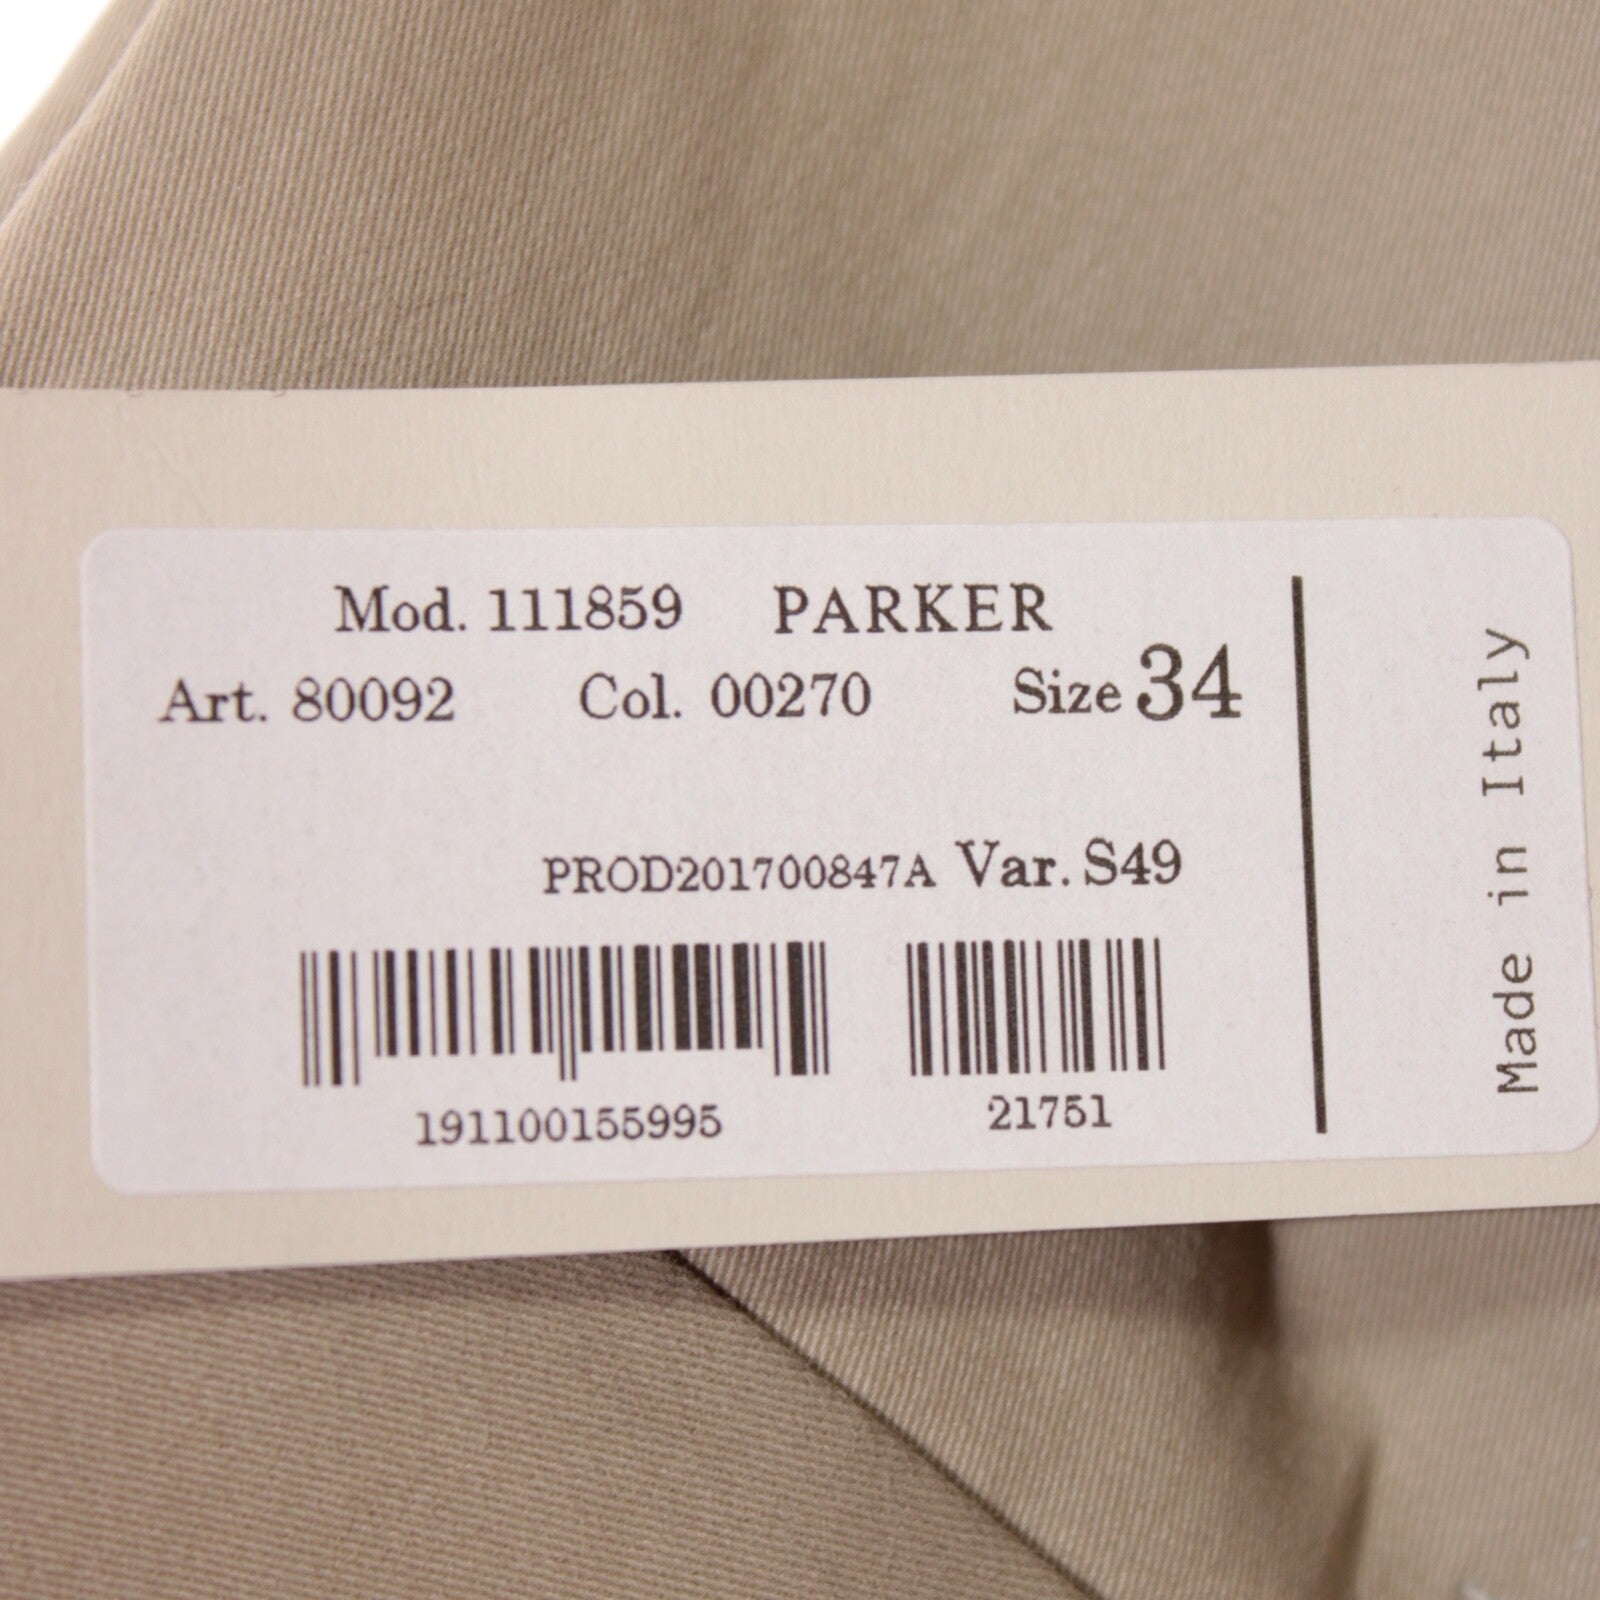 Mod. 111859 PARKER
Art. 80092 Col. 00270 Size 34
PROD201700847A Var. S49
191100155995 21751
Made in Italy